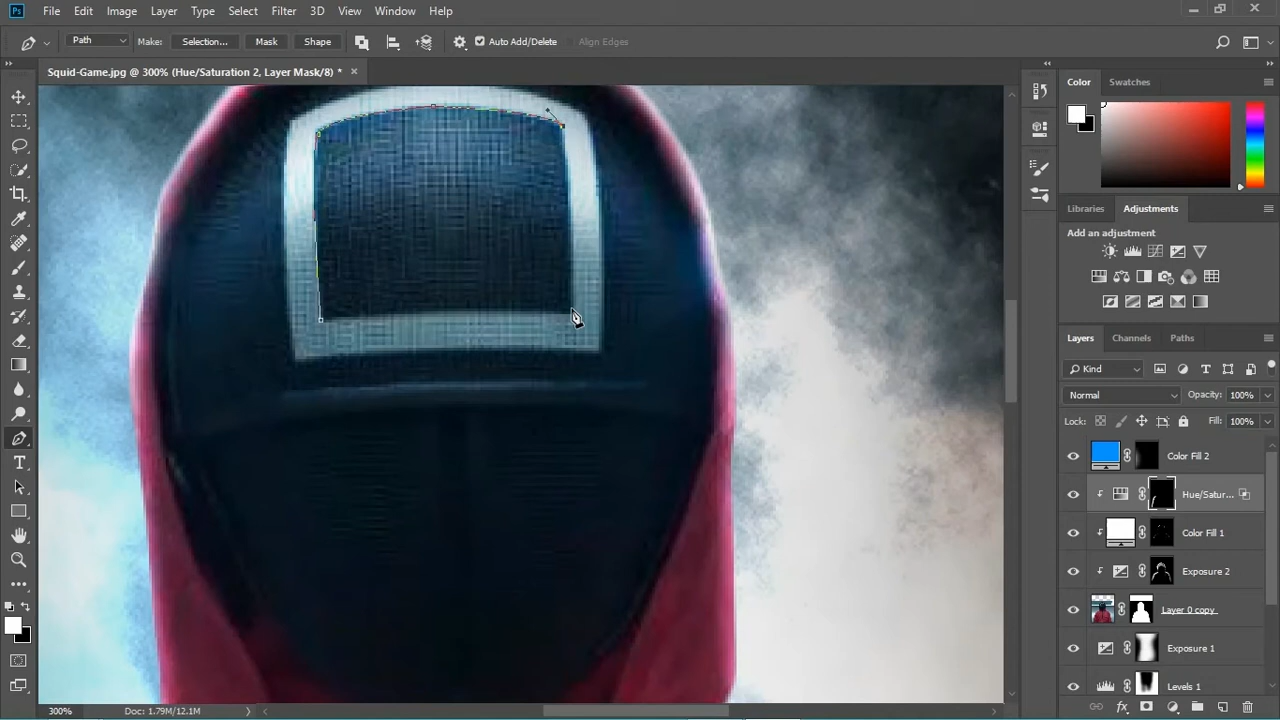 Ps File Edit Image Layer Type Select Filter 3D View Window Help
Path Make: Selection... Mask Shape Auto Add/Delete Align Edges
Squid-Game.jpg @ 300% (Hue/Saturation 2, Layer Mask/8) *
Color Swatches
Libraries Adjustments
Add an adjustment
Layers Channels Paths
Kind
Normal Opacity: 100%
Lock: Fill: 100%
Color Fill 2
Hue/Satur...
Color Fill 1
Exposure 2
Layer 0 copy
Exposure 1
Levels 1
300% Doc: 1.79M/12.1M